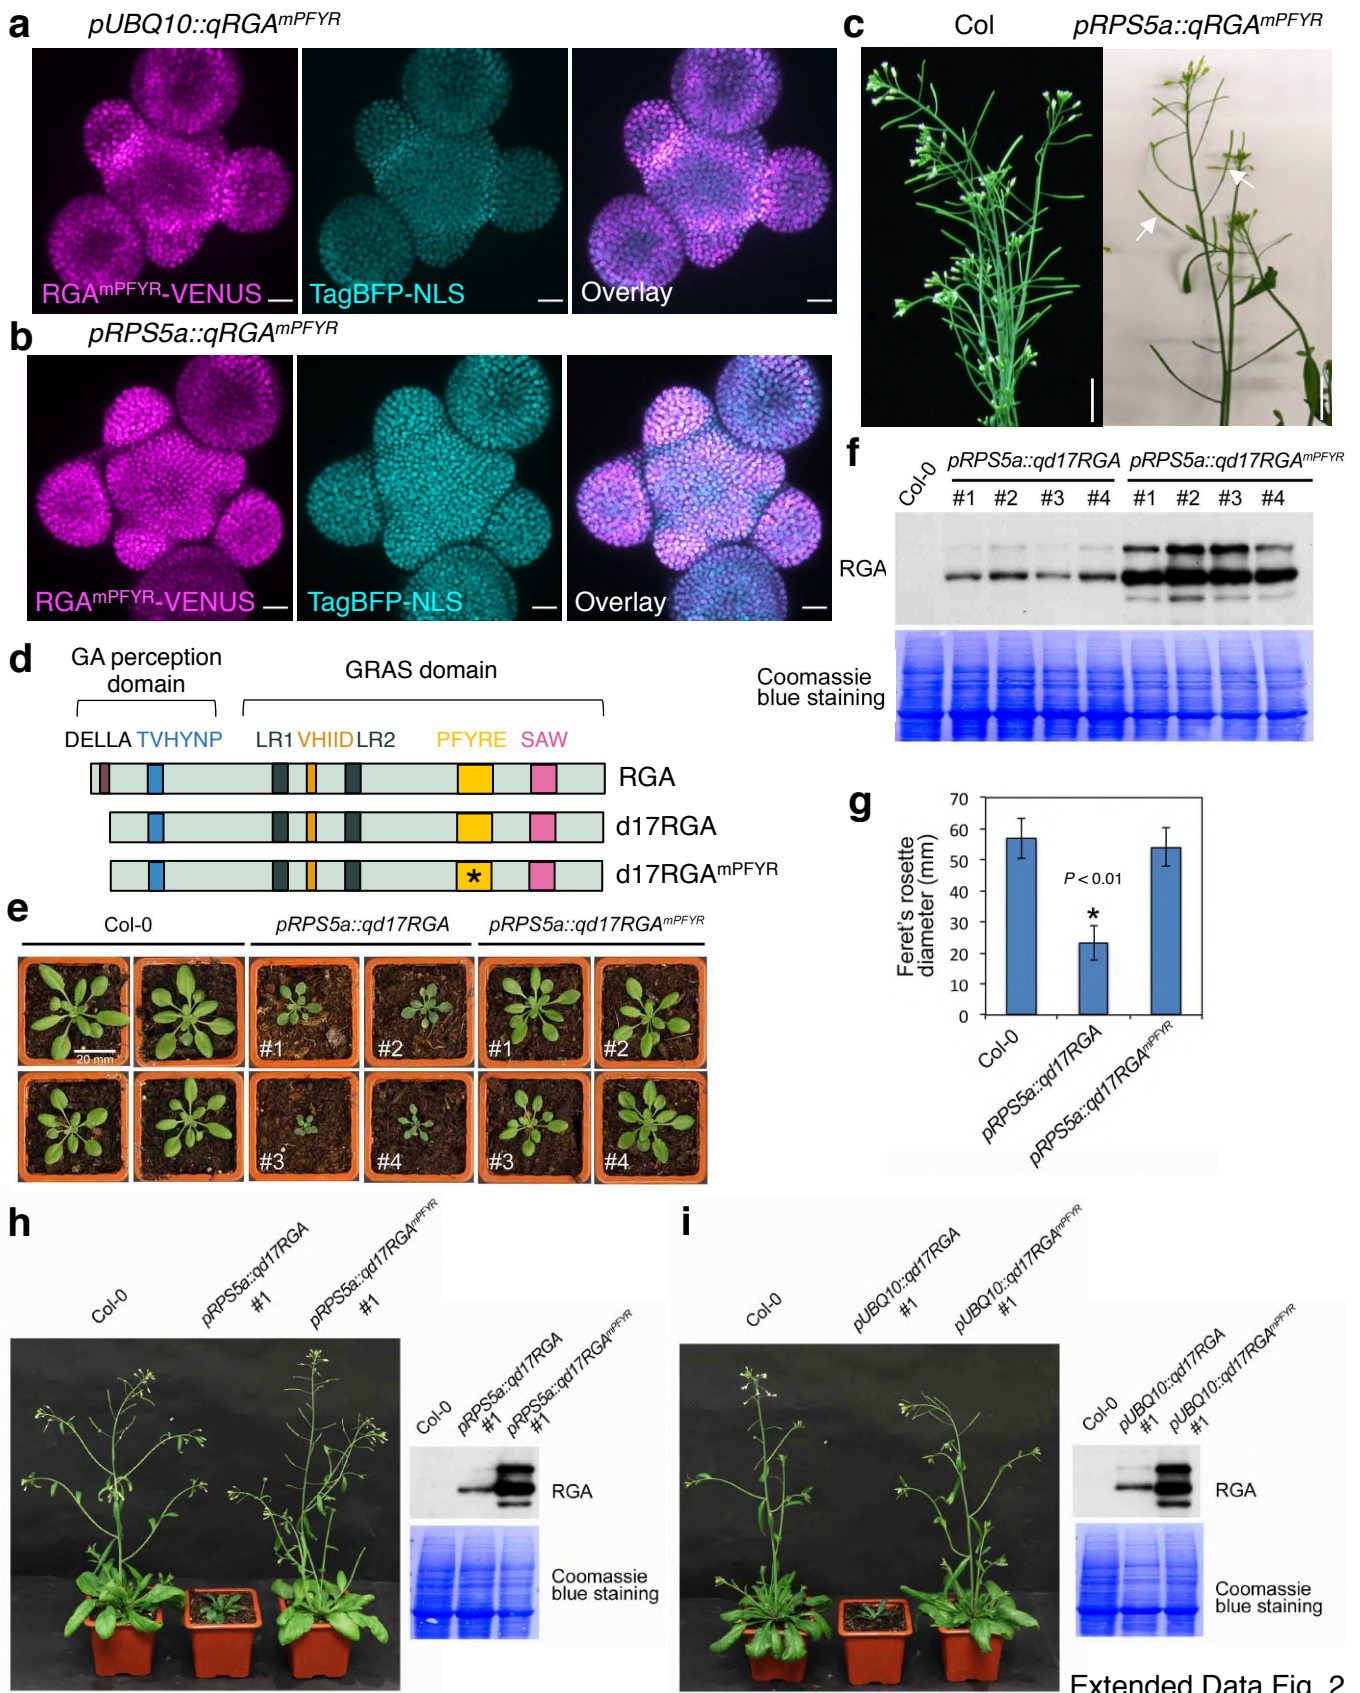 a pUBQ10::qRGAmPFYR
RGAmPFYR-VENUS
TagBFP-NLS
Overlay
b pRPS5a::qRGAmPFYR
RGAmPFYR-VENUS
TagBFP-NLS
Overlay
c Col pRPS5a::qRGAmPFYR
d GA perception
domain
GRAS domain
DELLA TVHYNP LR1 VHIID LR2 PFYRE SAW
RGA
d17RGA
* d17RGAmPFYR
e Col-0 pRPS5a::qd17RGA pRPS5a::qd17RGAmPFYR
20 mm
#1 #2 #1 #2
#3 #4 #3 #4
f Col-0 pRPS5a::qd17RGA pRPS5a::qd17RGAmPFYR
#1 #2 #3 #4 #1 #2 #3 #4
RGA
Coomassie
blue staining
g
Feret's rosette
diameter (mm)
70
60
50
40
30
20
10
0
P < 0.01
*
Col-0
pRPS5a::qd17RGA
pRPS5a::qd17RGAmPFYR
h
Col-0
pRPS5a::qd17RGA
#1
pRPS5a::qd17RGAmPFYR
#1
Col-0
pRPS5a::qd17RGA
#1
pRPS5a::qd17RGAmPFYR
#1
RGA
Coomassie
blue staining
i
Col-0
pUBQ10::qd17RGA
#1
pUBQ10::qd17RGAmPFYR
#1
Col-0
pUBQ10::qd17RGA
#1
pUBQ10::qd17RGAmPFYR
#1
RGA
Coomassie
blue staining
Extended Data Fig. 2